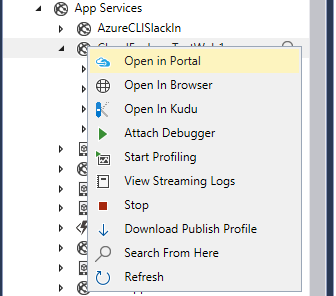 App Services
AzureCLISlackIn
Open in Portal
Open In Browser
Open In Kudu
Attach Debugger
Start Profiling
View Streaming Logs
Stop
Download Publish Profile
Search From Here
Refresh